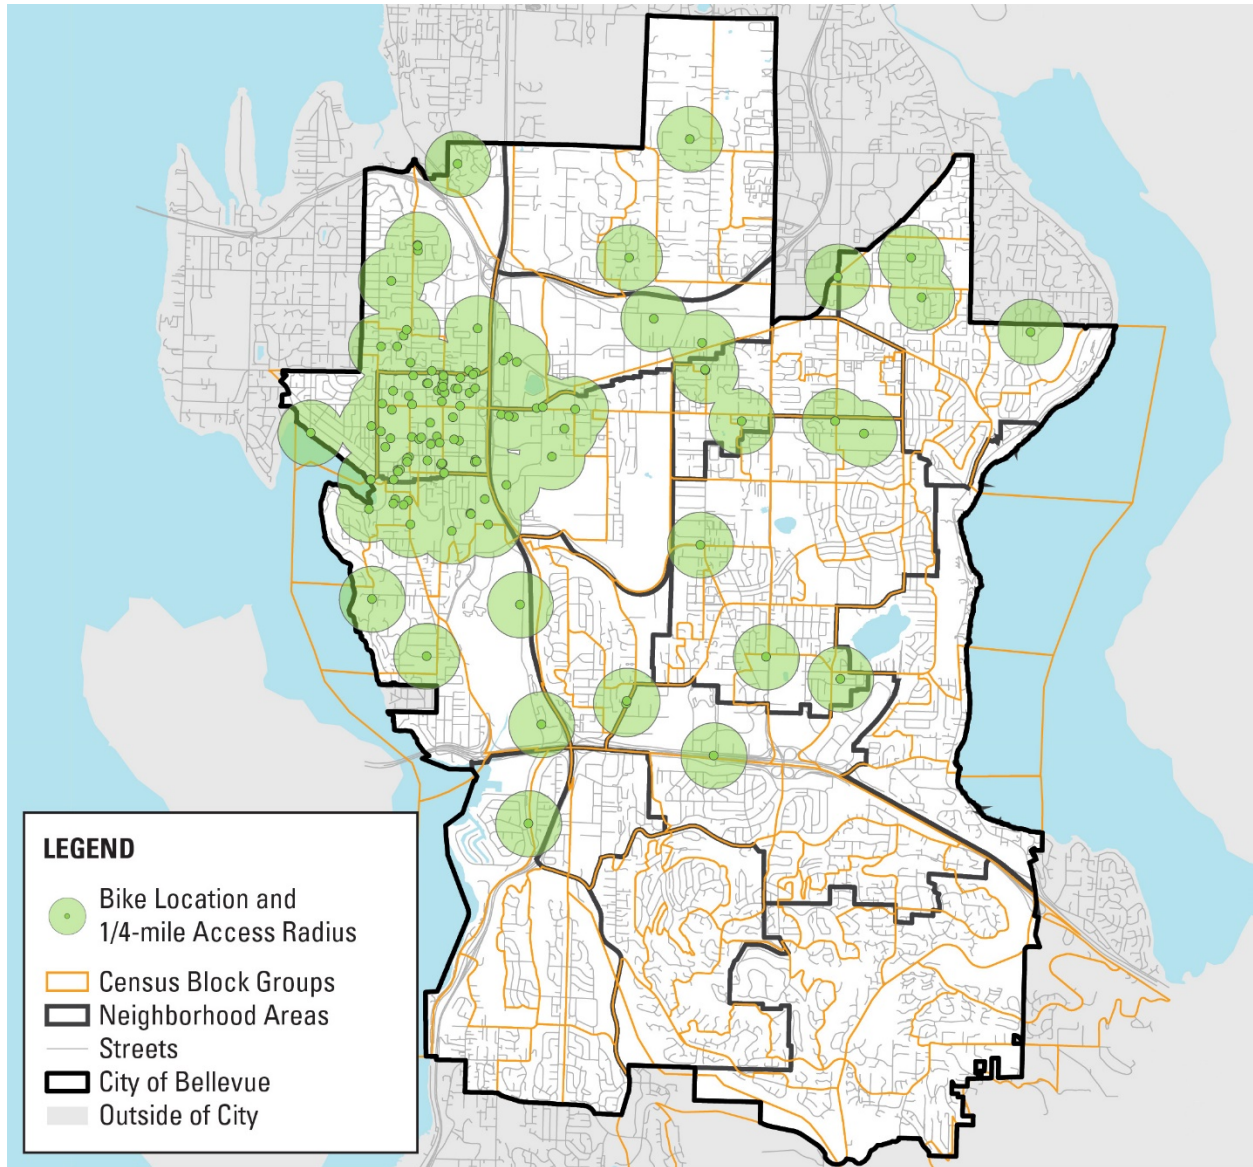 LEGEND
Bike Location and
1/4-mile Access Radius
Census Block Groups
Neighborhood Areas
Streets
City of Bellevue
Outside of City